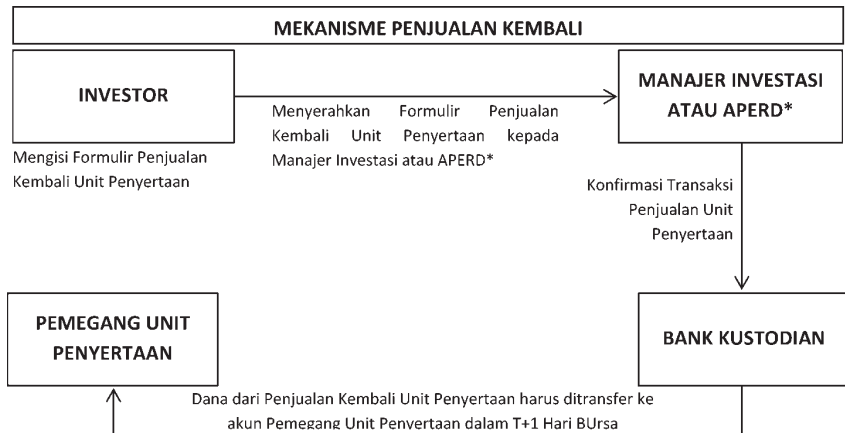 MEKANISME PENJUALAN KEMBALI
INVESTOR
MANAJER INVESTASI
ATAU APERD*
Menyerahkan Formulir Penjualan
Kembali Unit Penyertaan kepada
Manajer Investasi atau APERD*
Mengisi Formulir Penjualan
Kembali Unit Penyertaan
Konfirmasi Transaksi
Penjualan Unit
Penyertaan
PEMEGANG UNIT
PENYERTAAN
BANK KUSTODIAN
Dana dari Penjualan Kembali Unit Penyertaan harus ditransfer ke
akun Pemegang Unit Penyertaan dalam T+1 Hari BUrsa